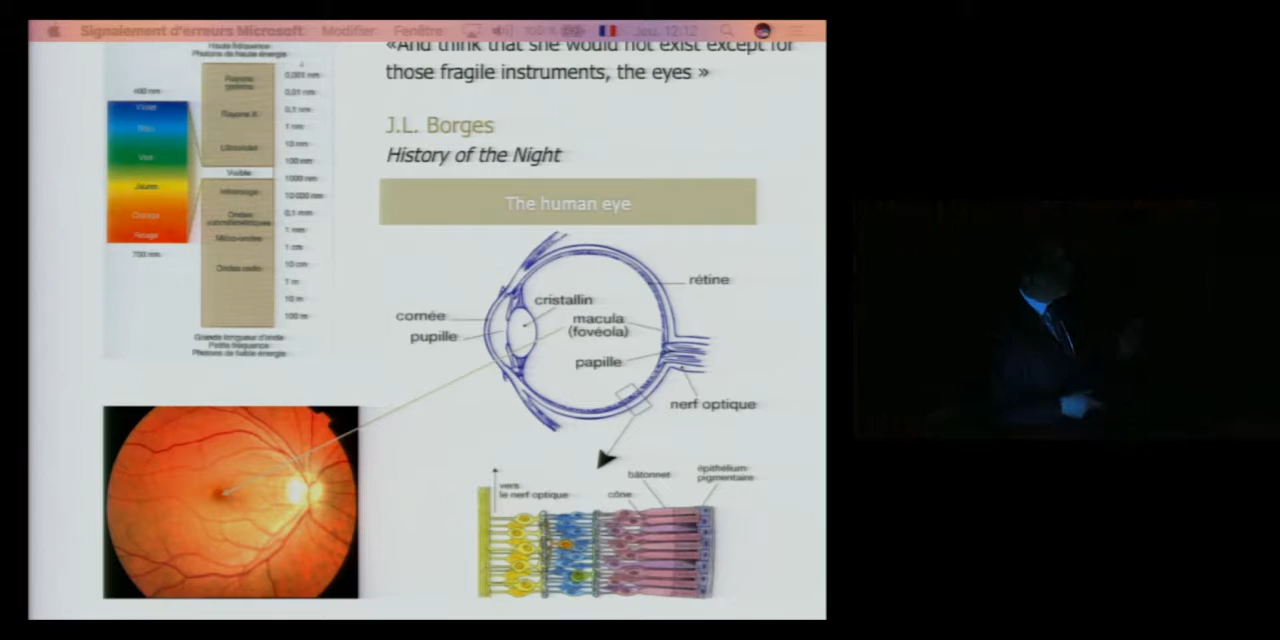 Signalement d'erreurs Microsoft Modifier Fenêtre 100 % Jeu. 12:12
Haute fréquence
Photons de haute énergie
400 nm
Violet
Bleu
Vert
Jaune
Orange
Rouge
700 nm
Rayons
gamma
Rayons X
Ultraviolet
Visible
Infrarouge
Ondes
submillimétriques
Micro-ondes
Ondes radio
0,001 nm
0,01 nm
0,1 nm
1 nm
10 nm
100 nm
1000 nm
10 000 nm
0,1 mm
1 mm
1 cm
10 cm
1 m
10 m
100 m
Grande longueur d'onde
Petite fréquence
Photons de faible énergie
«And think that she would not exist except for
those fragile instruments, the eyes »
J.L. Borges
History of the Night
The human eye
rétine
cristallin
cornée
macula
(fovéola)
pupille
papille
nerf optique
vers
le nerf optique
bâtonnet
cône
épithélium
pigmentaire